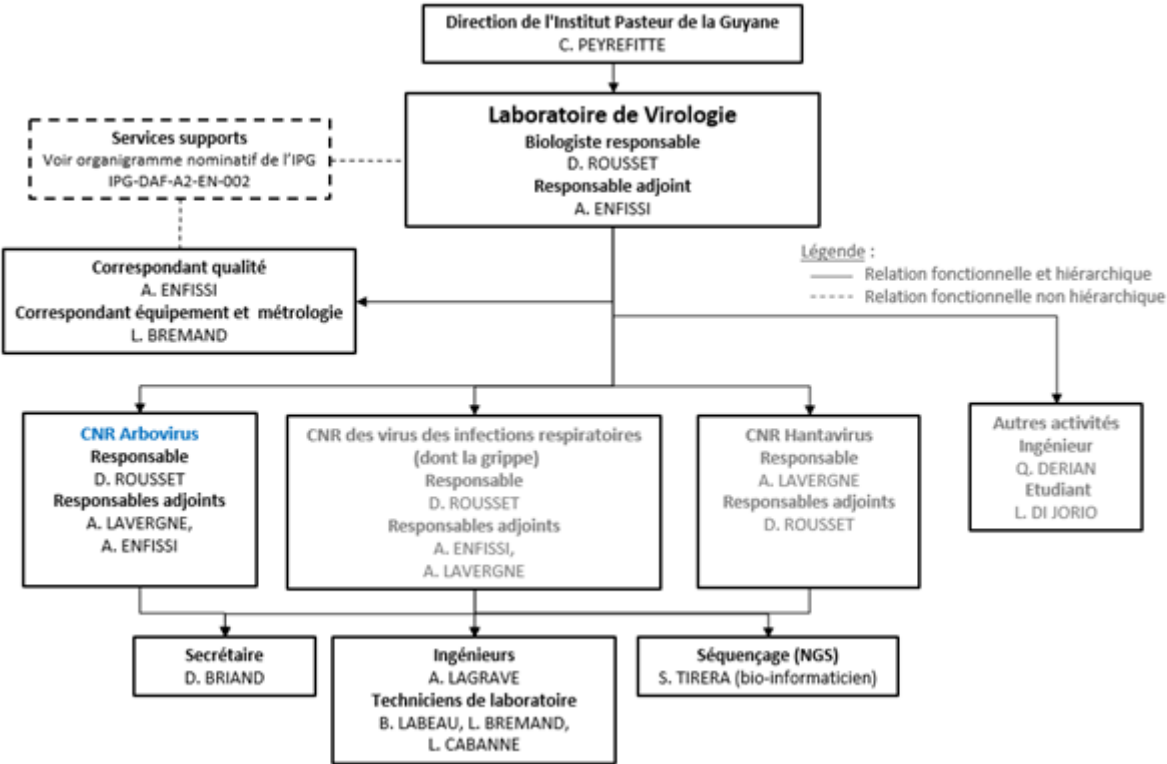 Direction de l'Institut Pasteur de la Guyane
C. PEYREFITTE
Laboratoire de Virologie
Biologiste responsable
D. ROUSSET
Responsable adjoint
A. ENFISSI
Services supports
Voir organigramme nominatif de l'IPG
IPG-DAF-A2-EN-002
Correspondant qualité
A. ENFISSI
Correspondant équipement et métrologie
L. BREMAND
Légende :
Relation fonctionnelle et hiérarchique
Relation fonctionnelle non hiérarchique
CNR Arbovirus
Responsable
D. ROUSSET
Responsables adjoints
A. LAVERGNE,
A. ENFISSI
CNR des virus des infections respiratoires
(dont la grippe)
Responsable
D. ROUSSET
Responsables adjoints
A. ENFISSI,
A. LAVERGNE
CNR Hantavirus
Responsable
A. LAVERGNE
Responsables adjoints
D. ROUSSET
Autres activités
Ingénieur
Q. DERIAN
Etudiant
L. DI JORIO
Secrétaire
D. BRIAND
Ingénieurs
A. LAGRAVE
Techniciens de laboratoire
B. LABEAU, L. BREMAND,
L. CABANNE
Séquençage (NGS)
S. TIRERA (bio-informaticien)